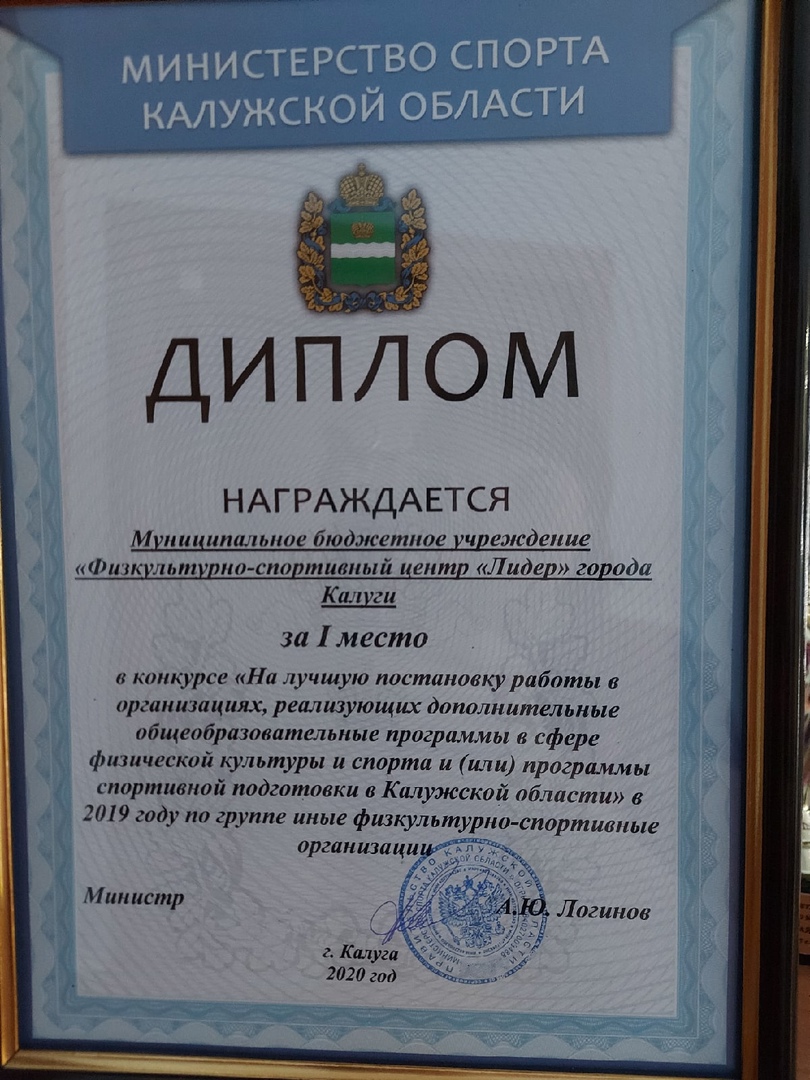 МИНИСТЕРСТВО СПОРТА
КАЛУЖСКОЙ ОБЛАСТИ
ДИПЛОМ
НАГРАЖДАЕТСЯ
Муниципальное бюджетное учреждение
«Физкультурно-спортивный центр «Лидер» города
Калуги
за I место
в конкурсе «На лучшую постановку работы в
организациях, реализующих дополнительные
общеобразовательные программы в сфере
физической культуры и спорта и (или) программы
спортивной подготовки в Калужской области» в
2019 году по группе иные физкультурно-спортивные
организации
Министр
А.Ю. Логинов
г. Калуга
2020 год